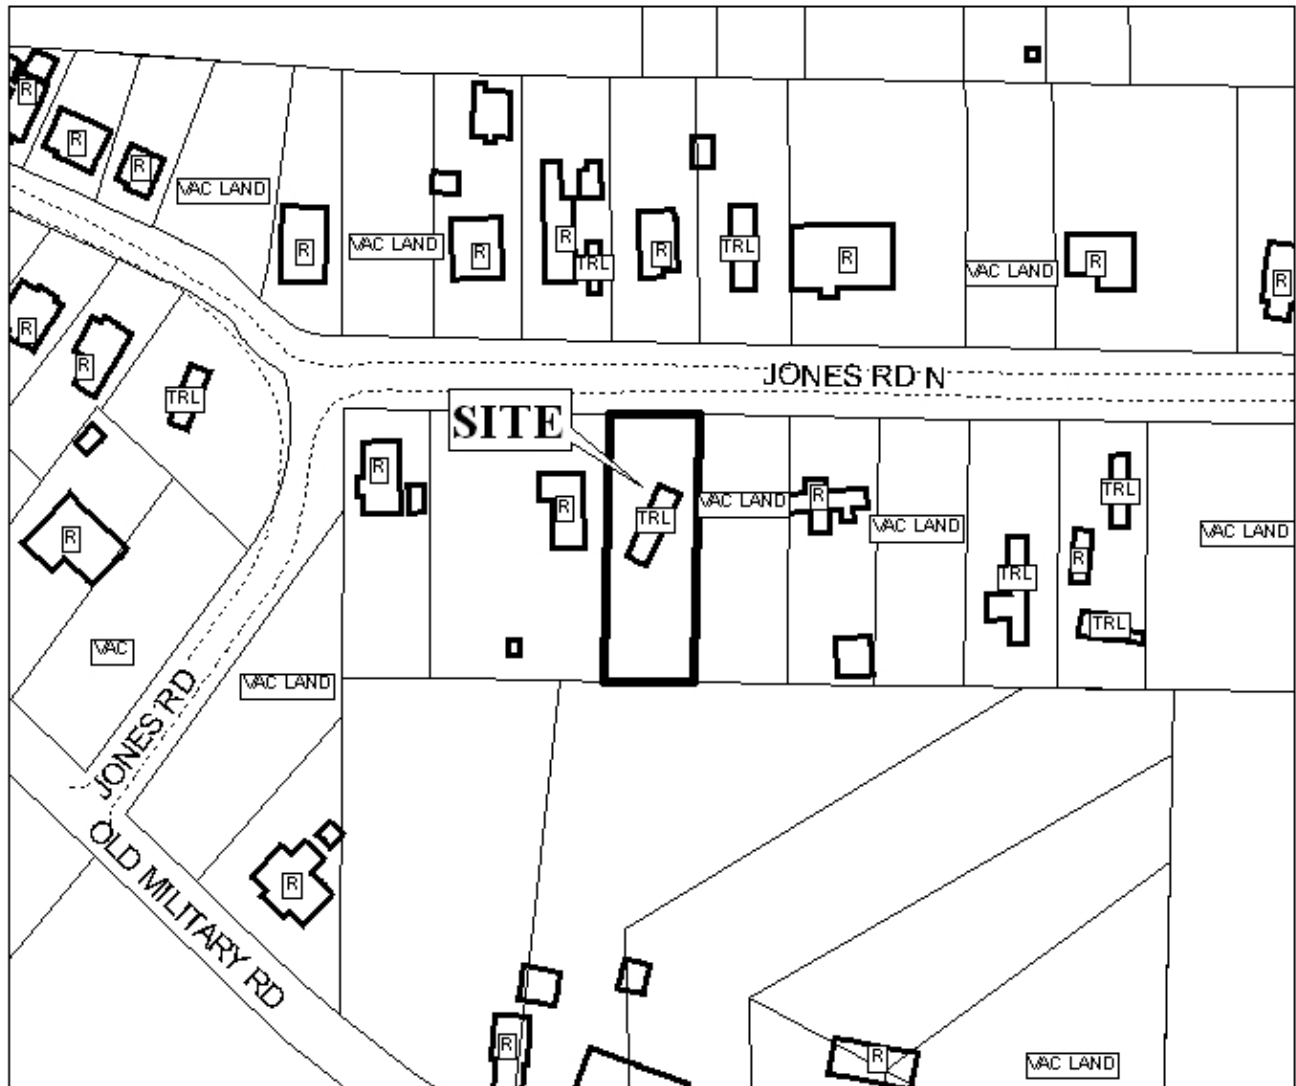 R
R
R
VAC LAND
R
VAC LAND
R
R
TRL
R
TRL
R
VAC LAND
R
R
R
R
TRL
JONES RD N
SITE
R
R
TRL
VAC LAND
R
VAC LAND
TRL
R
TRL
TRL
VAC LAND
R
VAC
VAC LAND
JONES RD
OLD MILITARY RD
R
R
R
VAC LAND